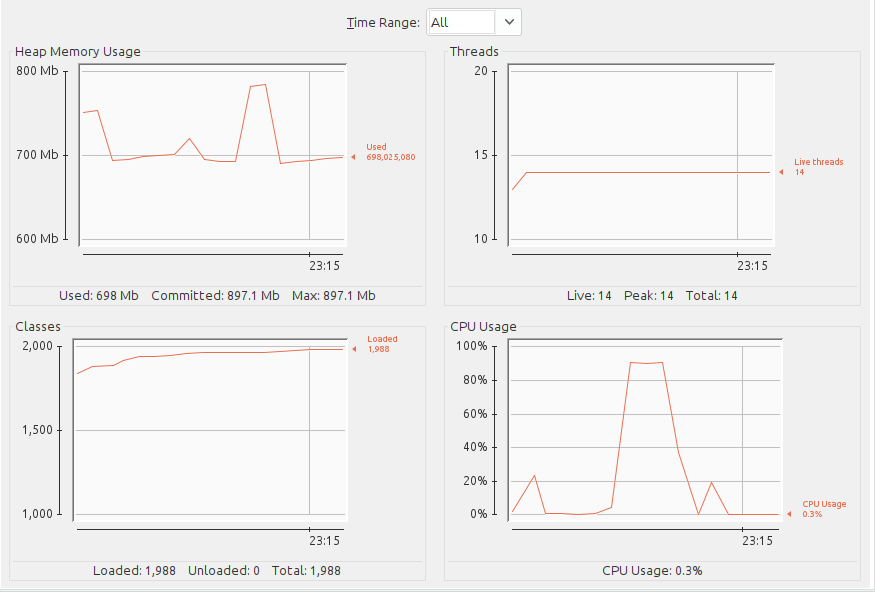 Time Range: All
Heap Memory Usage
800 Mb
700 Mb
600 Mb
Used
698,025,080
23:15
Used: 698 Mb Committed: 897.1 Mb Max: 897.1 Mb
Threads
20
15
10
Live threads
14
23:15
Live: 14 Peak: 14 Total: 14
Classes
2,000
1,500
1,000
Loaded
1,988
23:15
Loaded: 1,988 Unloaded: 0 Total: 1,988
CPU Usage
100%
80%
60%
40%
20%
0%
CPU Usage
0.3%
23:15
CPU Usage: 0.3%